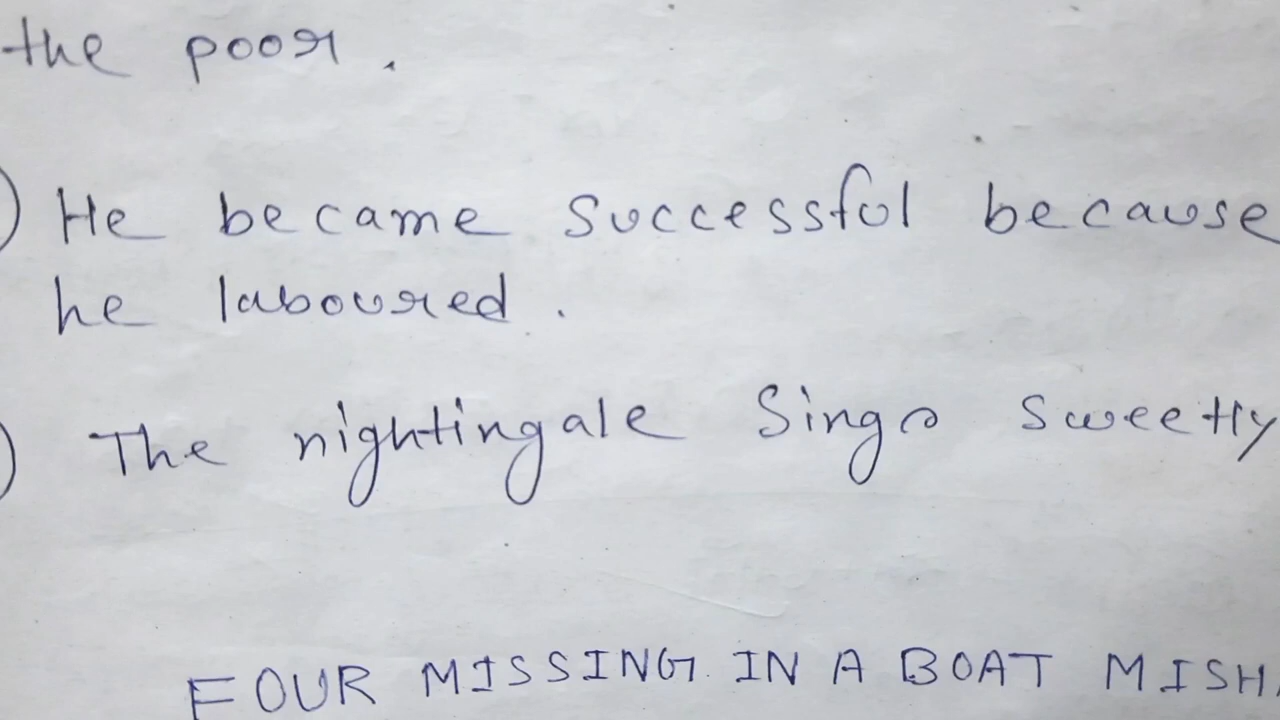 the poor.
) He became successful because
he laboured.
) The nightingale Sings sweetly
FOUR MISSING IN A BOAT